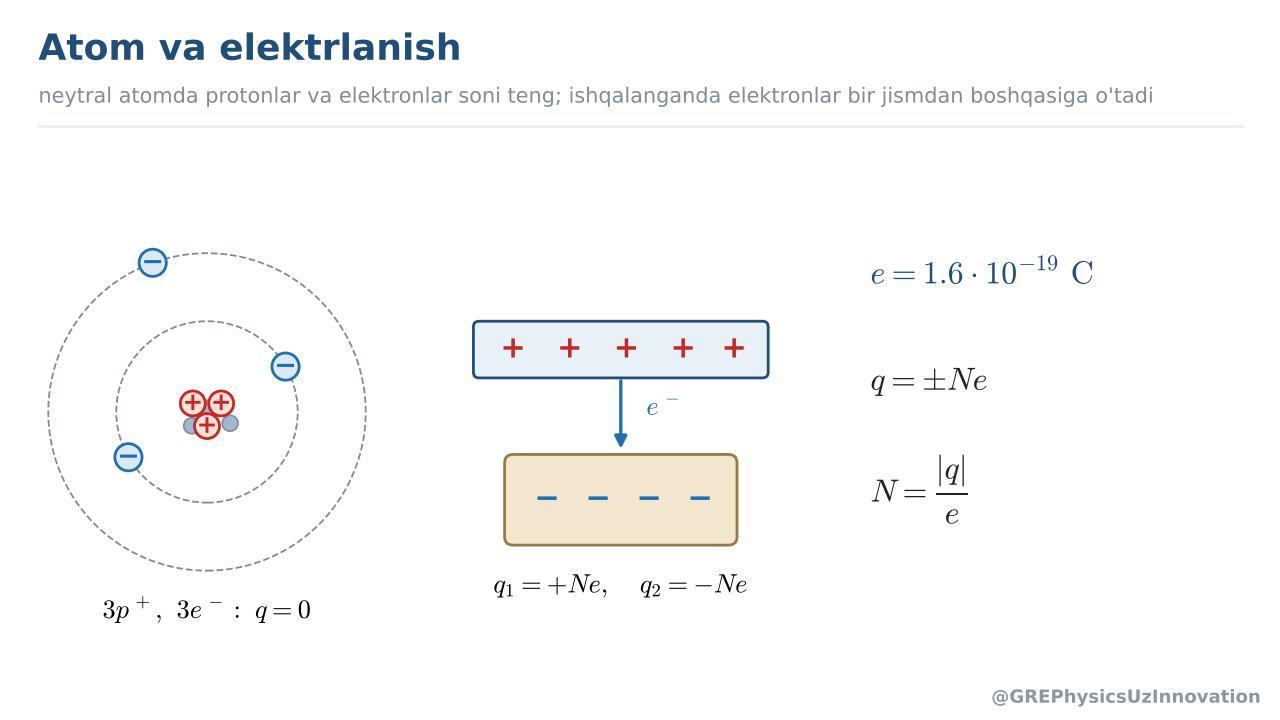 Atom va elektrlanish
neytral atomda protonlar va elektronlar soni teng; ishqalanganda elektronlar bir jismdan boshqasiga o'tadi
e = 1.6 · 10⁻¹⁹ C
+ + + + +
e⁻
q = ±Ne
− − − −
N = |q| / e
q₁ = +Ne, q₂ = −Ne
3p⁺, 3e⁻ : q = 0
@GREPhysicsUzInnovation